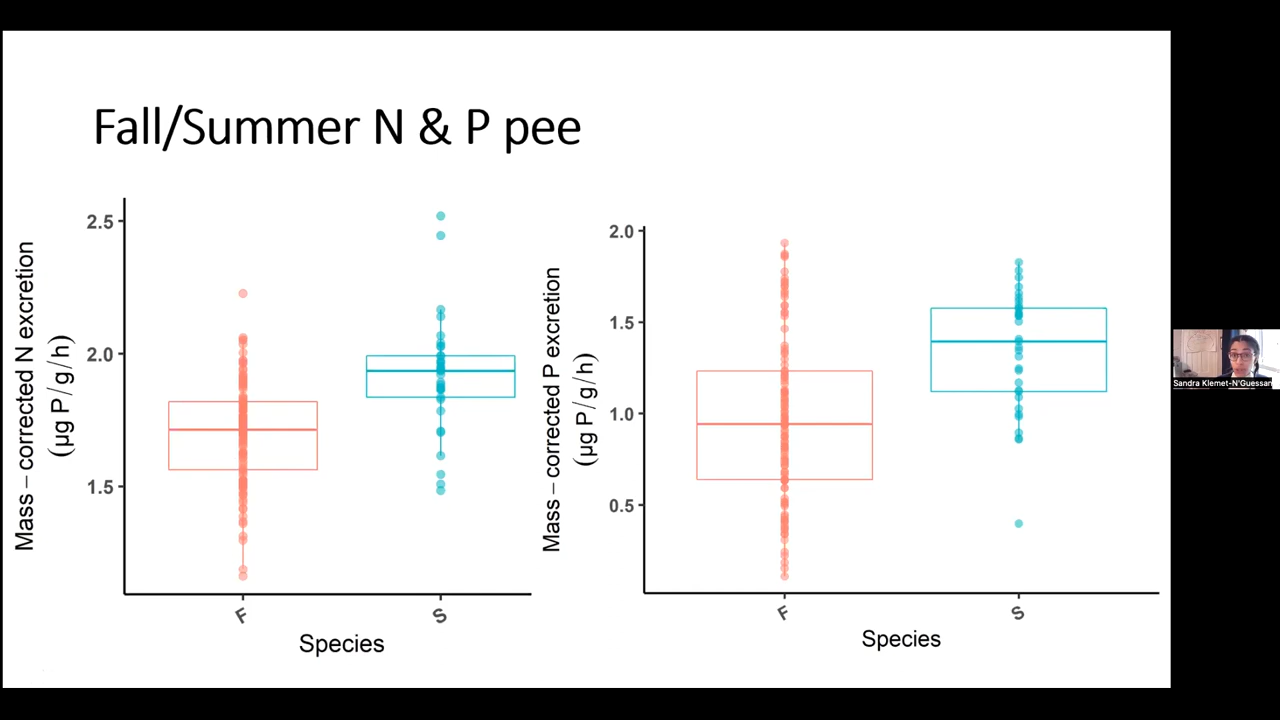 Fall/Summer N & P pee
Mass – corrected N excretion
(µg P/g/h)
2.5
2.0
1.5
F
S
Species
Mass – corrected P excretion
(µg P/g/h)
2.0
1.5
1.0
0.5
F
S
Species
Sandra Klemet-N'Guessan